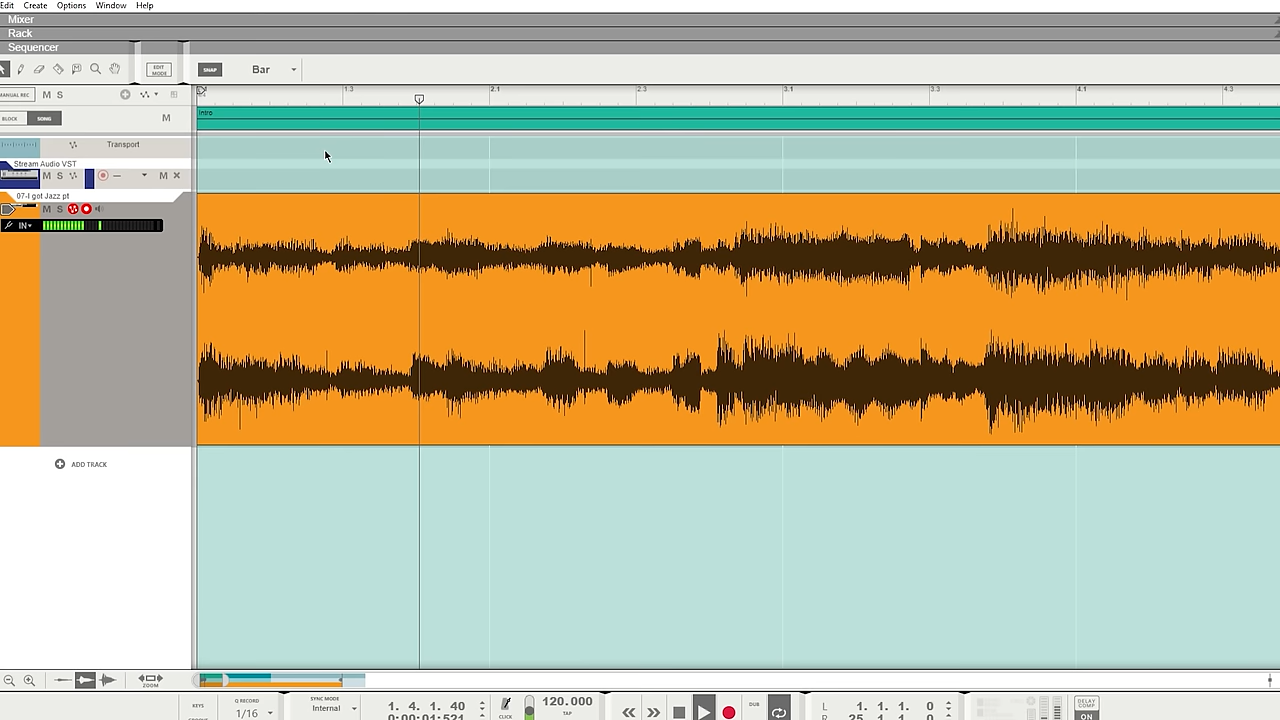 Edit Create Options Window Help
Mixer
Rack
Sequencer
EDIT MODE SNAP Bar
MANUAL REC M S
1.3 2.1 2.3 3.1 3.3 4.1 4.3
Intro
BLOCK SONG M
Transport
Stream Audio VST
M S M
07-I got Jazz pt
M S
IN
ADD TRACK
ZOOM
KEYS
Q RECORD
1/16
SYNC MODE
Internal
1. 4. 1. 40
0:00:01:521
CLICK
120.000
TAP
DUB
L 1. 1. 1. 0
R 25. 1. 1. 0
DELAY COMP
ON